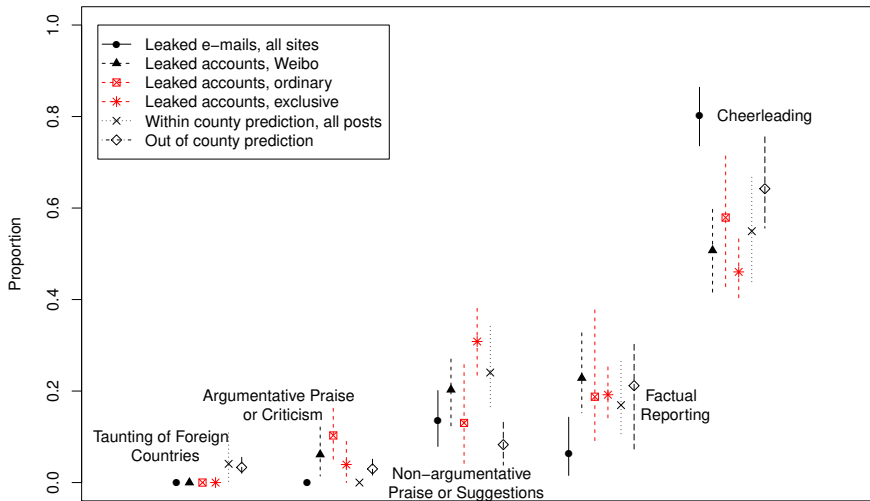 1.0
0.8
0.6
0.4
0.2
0.0
Proportion
Leaked e−mails, all sites
Leaked accounts, Weibo
Leaked accounts, ordinary
Leaked accounts, exclusive
Within county prediction, all posts
Out of county prediction
Cheerleading
Argumentative Praise
or Criticism
Taunting of Foreign
Countries
Non−argumentative
Praise or Suggestions
Factual
Reporting